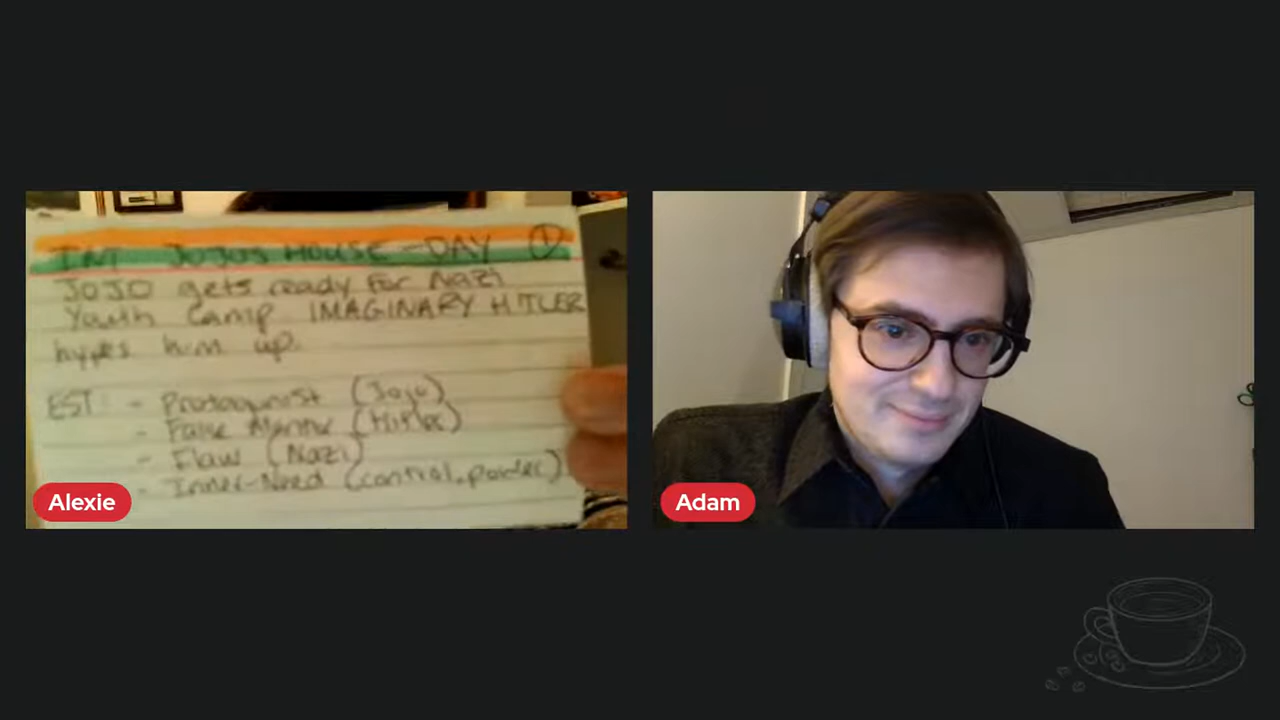 INT JOJO'S HOUSE - DAY ①
JOJO gets ready for Nazi
Youth Camp IMAGINARY HITLER
hypes him up.
EST: - Protagonist (Jojo)
- False Mentor (Hitler)
- Flaw (Nazi)
- Inner-Need (control, power)
Alexie
Adam